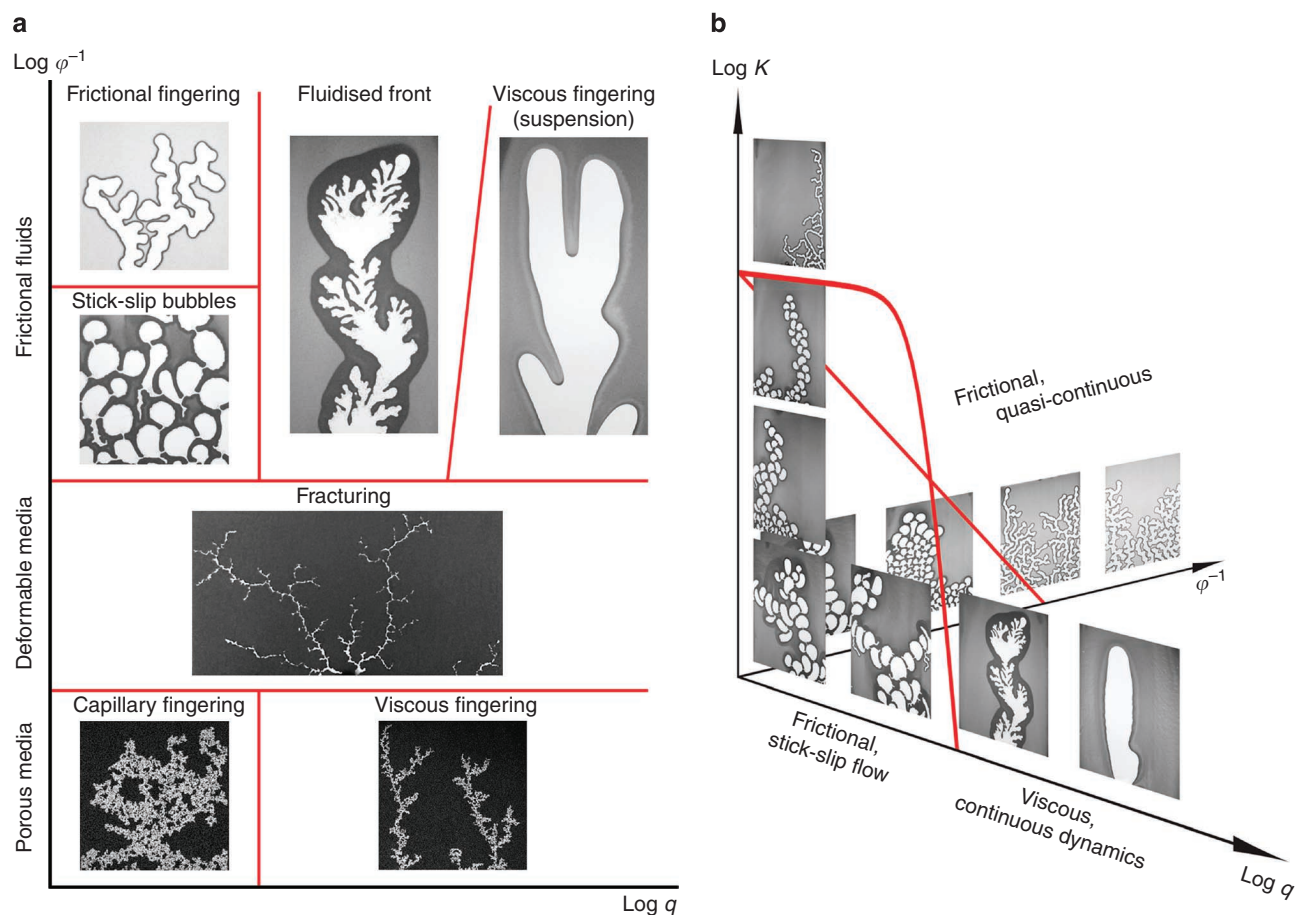 a
Log φ⁻¹
Frictional fingering
Fluidised front
Viscous fingering
(suspension)
Stick-slip bubbles
Frictional fluids
Fracturing
Deformable media
Capillary fingering
Viscous fingering
Porous media
Log q
b
Log K
Frictional,
quasi-continuous
φ⁻¹
Frictional,
stick-slip flow
Viscous,
continuous dynamics
Log q